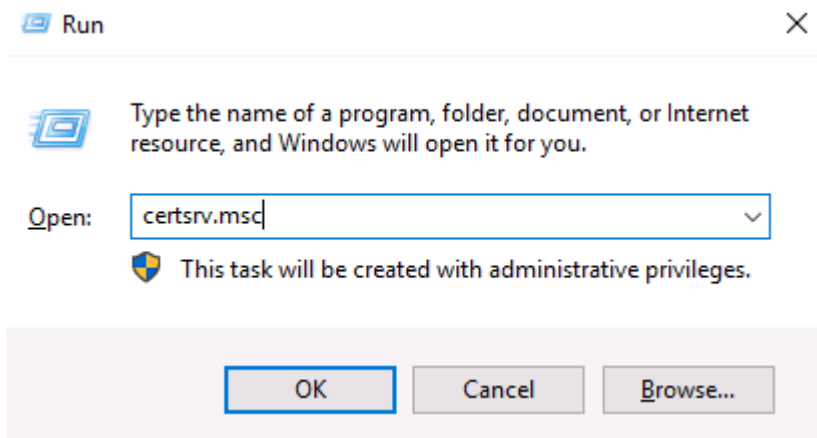 Run
Type the name of a program, folder, document, or Internet
resource, and Windows will open it for you.
Open: certsrv.msc
This task will be created with administrative privileges.
OK Cancel Browse...